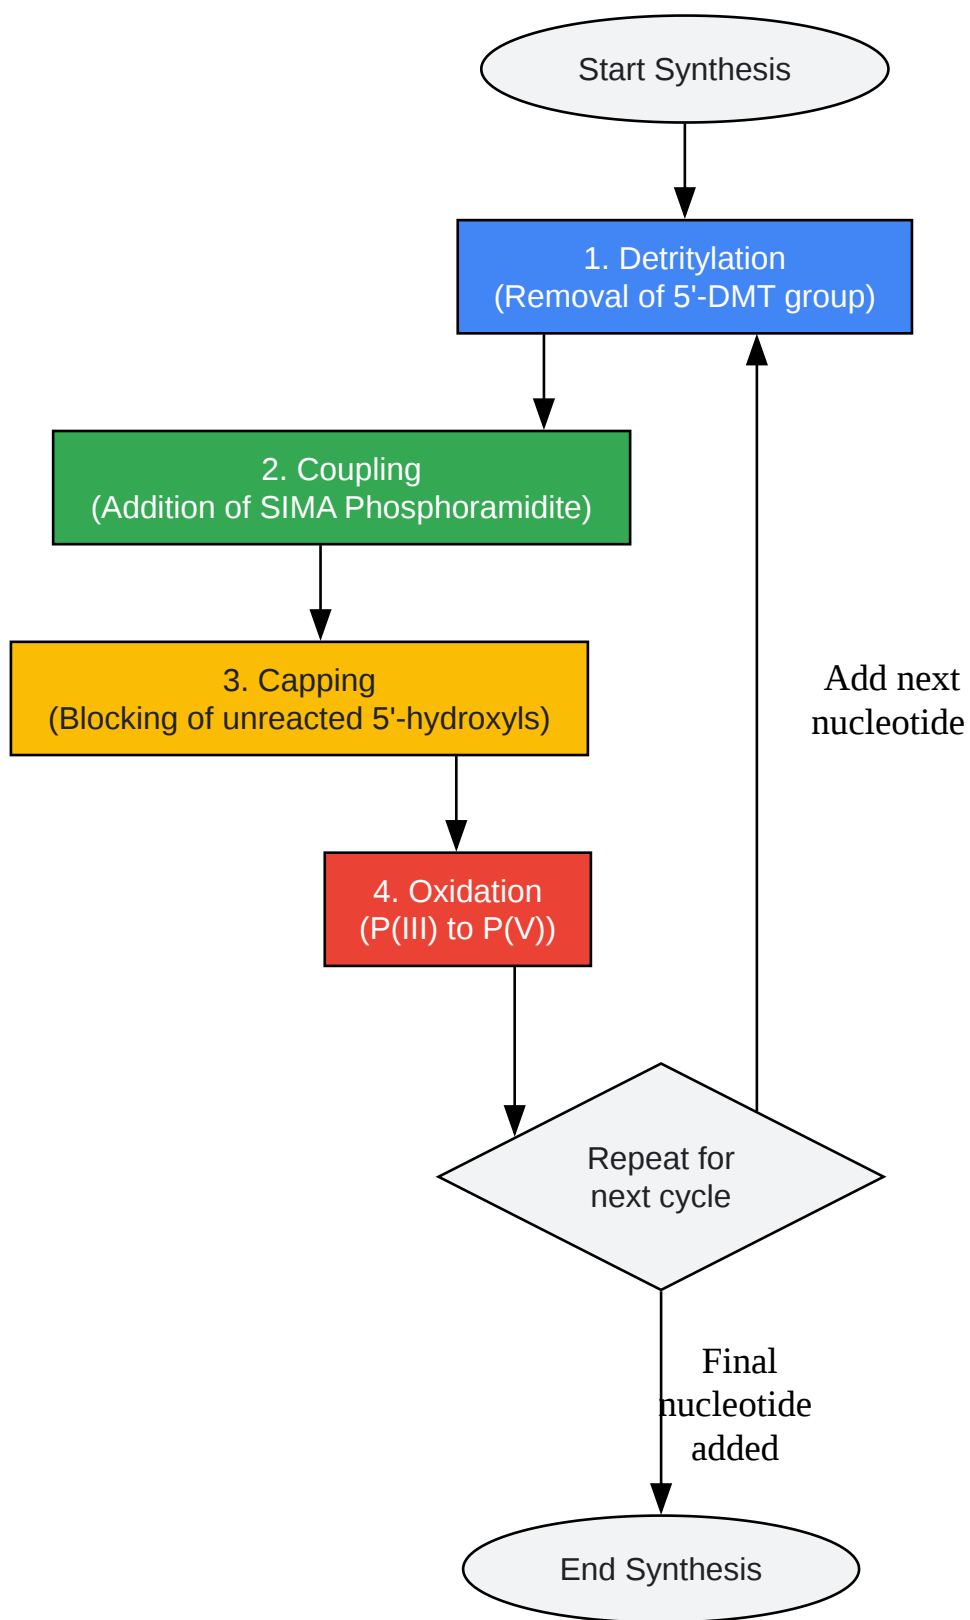 Start Synthesis
1. Detritylation
(Removal of 5'-DMT group)
2. Coupling
(Addition of SIMA Phosphoramidite)
3. Capping
(Blocking of unreacted 5'-hydroxyls)
Add next
nucleotide
4. Oxidation
(P(III) to P(V))
Repeat for
next cycle
Final
nucleotide
added
End Synthesis